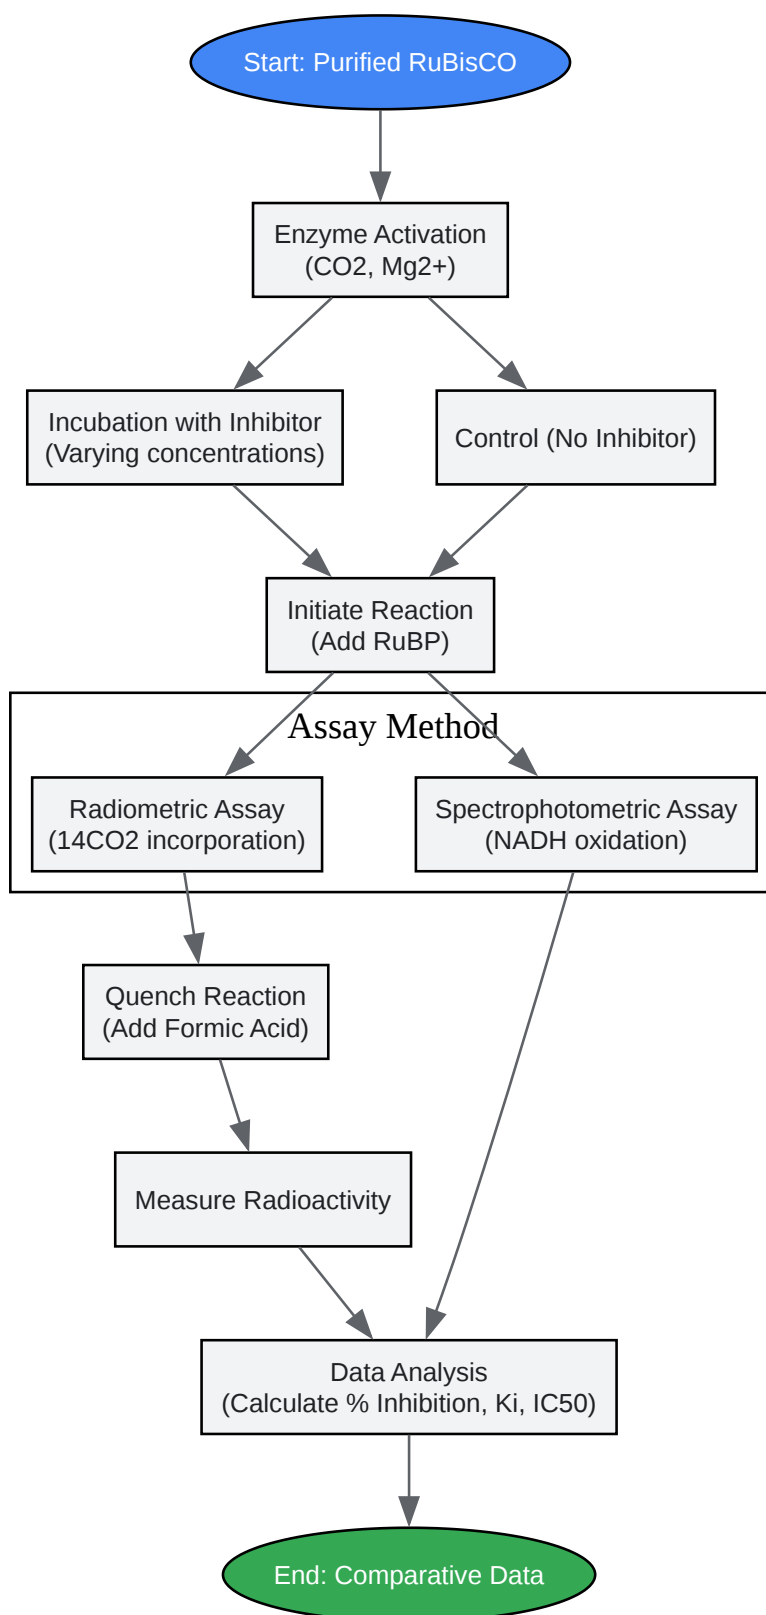 Start: Purified RuBisCO
Enzyme Activation
(CO2, Mg2+)
Incubation with Inhibitor
(Varying concentrations)
Control (No Inhibitor)
Initiate Reaction
(Add RuBP)
Assay Method
Radiometric Assay
(14CO2 incorporation)
Spectrophotometric Assay
(NADH oxidation)
Quench Reaction
(Add Formic Acid)
Measure Radioactivity
Data Analysis
(Calculate % Inhibition, Ki, IC50)
End: Comparative Data